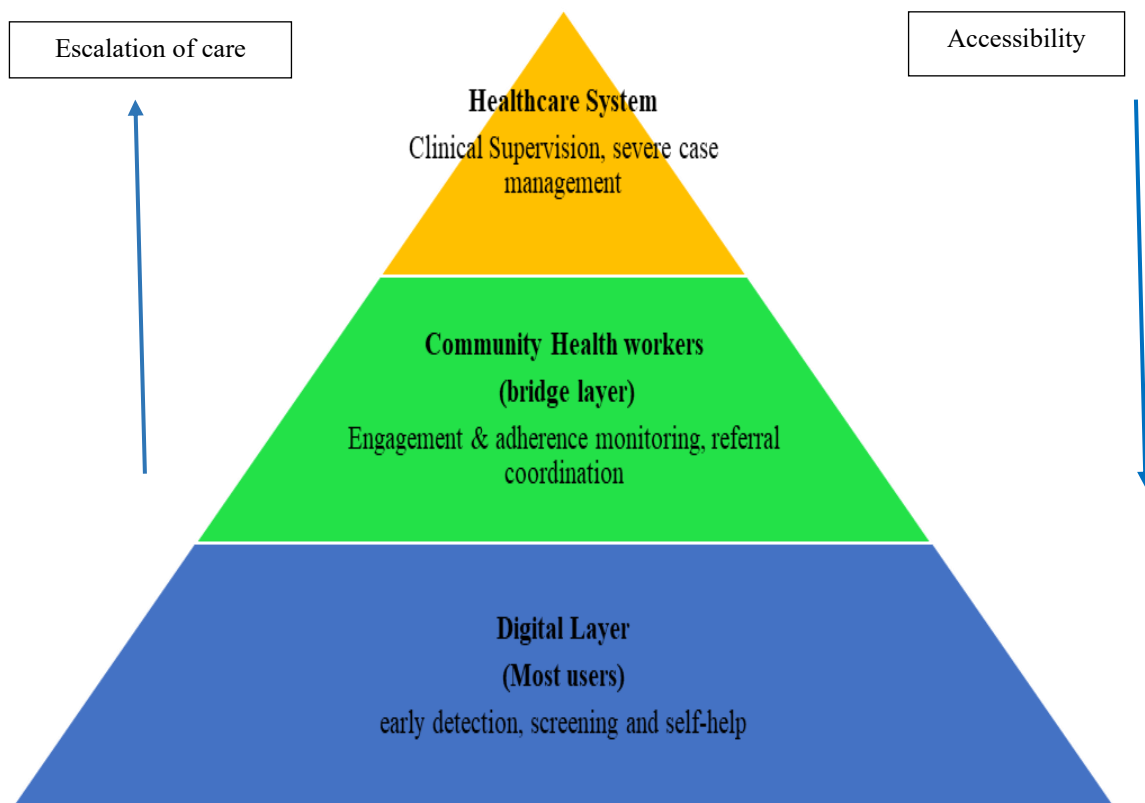 Escalation of care
Accessibility
Healthcare System
Clinical Supervision, severe case
management
Community Health workers
(bridge layer)
Engagement & adherence monitoring, referral
coordination
Digital Layer
(Most users)
early detection, screening and self-help